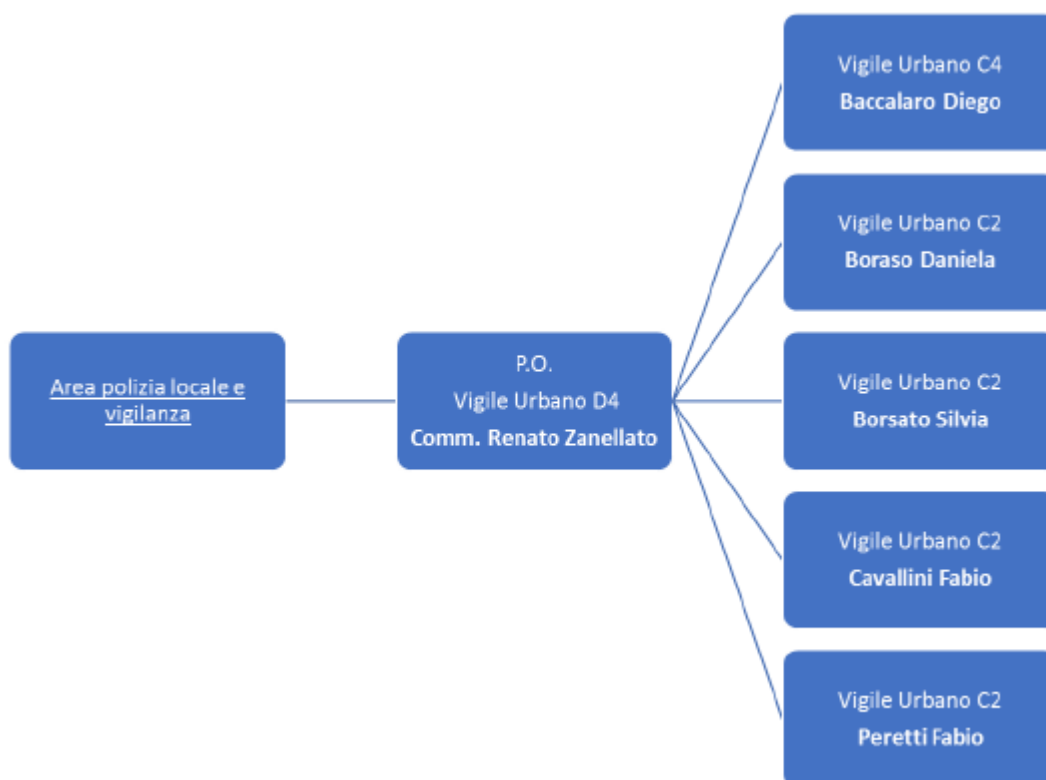 Area polizia locale e
vigilanza
P.O.
Vigile Urbano D4
Comm. Renato Zanellato
Vigile Urbano C4
Baccalaro Diego
Vigile Urbano C2
Boraso Daniela
Vigile Urbano C2
Borsato Silvia
Vigile Urbano C2
Cavallini Fabio
Vigile Urbano C2
Peretti Fabio